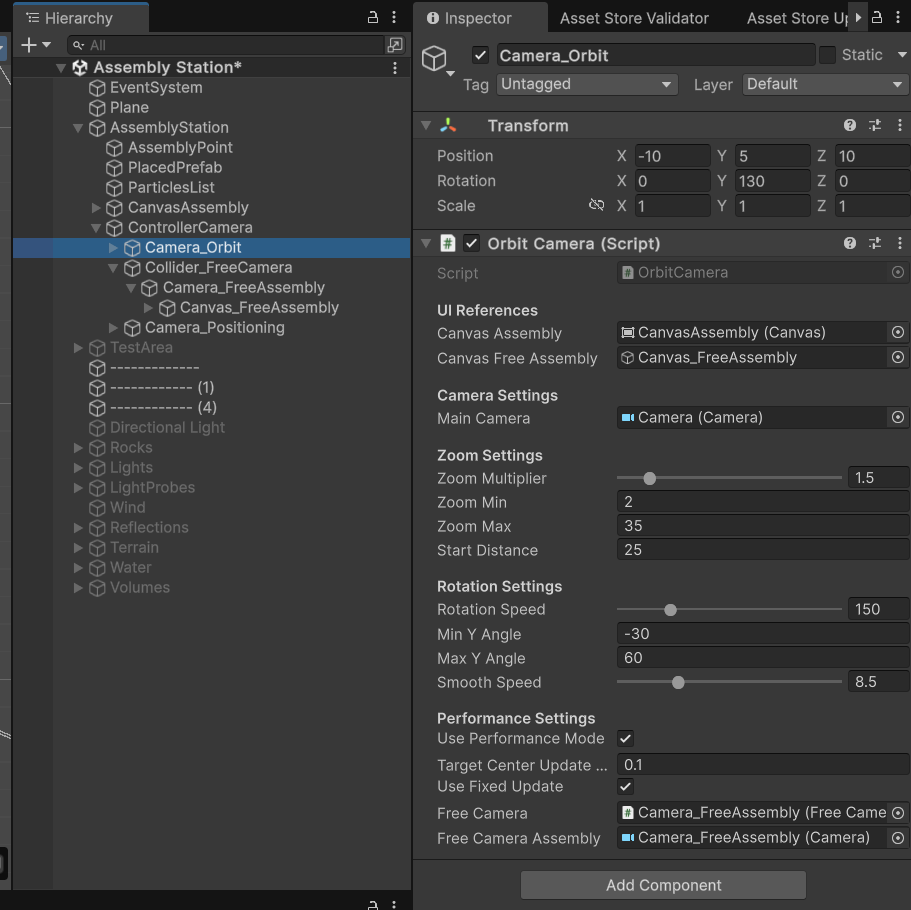 Hierarchy
All
Assembly Station*
EventSystem
Plane
AssemblyStation
AssemblyPoint
PlacedPrefab
ParticlesList
CanvasAssembly
ControllerCamera
Camera_Orbit
Collider_FreeCamera
Camera_FreeAssembly
Canvas_FreeAssembly
Camera_Positioning
TestArea
-------------
------------ (1)
------------ (4)
Directional Light
Rocks
Lights
LightProbes
Wind
Reflections
Terrain
Water
Volumes
Inspector Asset Store Validator Asset Store Up
Camera_Orbit Static
Tag Untagged Layer Default
Transform
Position X -10 Y 5 Z 10
Rotation X 0 Y 130 Z 0
Scale X 1 Y 1 Z 1
# Orbit Camera (Script)
Script # OrbitCamera
UI References
Canvas Assembly CanvasAssembly (Canvas)
Canvas Free Assembly Canvas_FreeAssembly
Camera Settings
Main Camera Camera (Camera)
Zoom Settings
Zoom Multiplier 1.5
Zoom Min 2
Zoom Max 35
Start Distance 25
Rotation Settings
Rotation Speed 150
Min Y Angle -30
Max Y Angle 60
Smooth Speed 8.5
Performance Settings
Use Performance Mode
Target Center Update ... 0.1
Use Fixed Update
Free Camera # Camera_FreeAssembly (Free Came
Free Camera Assembly Camera_FreeAssembly (Camera)
Add Component